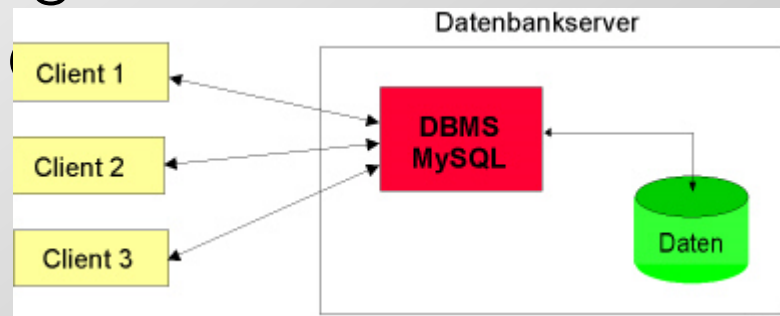 Datenbankserver
Client 1
Client 2
Client 3
DBMS
MySQL
Daten